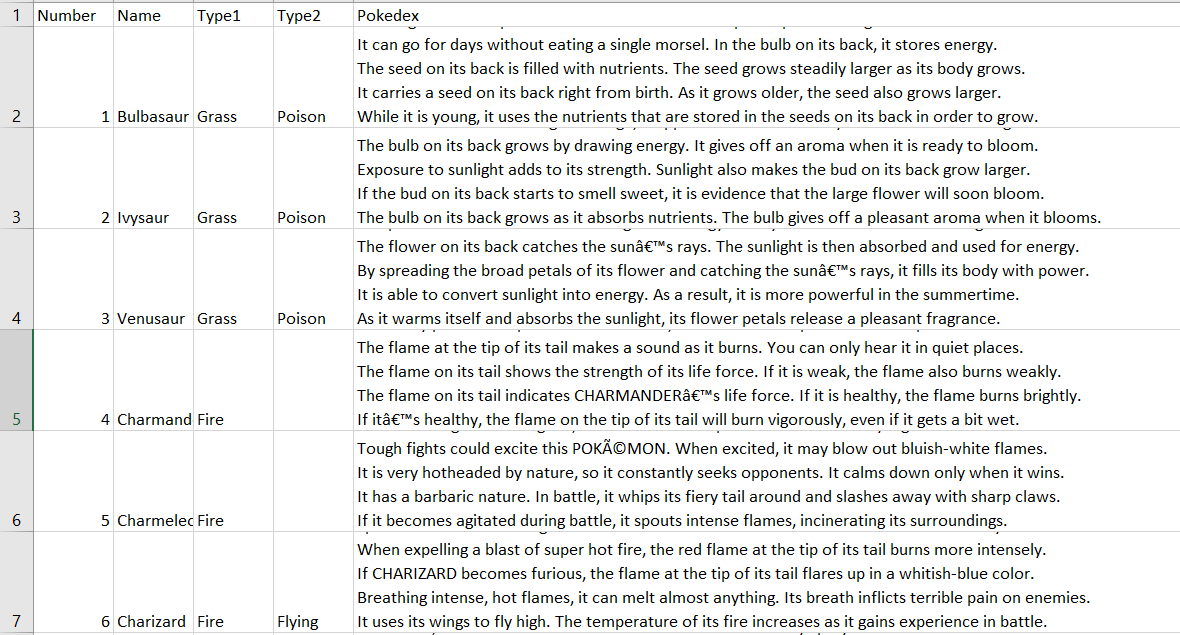 1 Number Name Type1 Type2 Pokedex
It can go for days without eating a single morsel. In the bulb on its back, it stores energy.
The seed on its back is filled with nutrients. The seed grows steadily larger as its body grows.
It carries a seed on its back right from birth. As it grows older, the seed also grows larger.
2 1 Bulbasaur Grass Poison While it is young, it uses the nutrients that are stored in the seeds on its back in order to grow.
The bulb on its back grows by drawing energy. It gives off an aroma when it is ready to bloom.
Exposure to sunlight adds to its strength. Sunlight also makes the bud on its back grow larger.
If the bud on its back starts to smell sweet, it is evidence that the large flower will soon bloom.
3 2 Ivysaur Grass Poison The bulb on its back grows as it absorbs nutrients. The bulb gives off a pleasant aroma when it blooms.
The flower on its back catches the sunâ€™s rays. The sunlight is then absorbed and used for energy.
By spreading the broad petals of its flower and catching the sunâ€™s rays, it fills its body with power.
It is able to convert sunlight into energy. As a result, it is more powerful in the summertime.
4 3 Venusaur Grass Poison As it warms itself and absorbs the sunlight, its flower petals release a pleasant fragrance.
The flame at the tip of its tail makes a sound as it burns. You can only hear it in quiet places.
The flame on its tail shows the strength of its life force. If it is weak, the flame also burns weakly.
The flame on its tail indicates CHARMANDERâ€™s life force. If it is healthy, the flame burns brightly.
5 4 Charmand Fire If itâ€™s healthy, the flame on the tip of its tail will burn vigorously, even if it gets a bit wet.
Tough fights could excite this POKÃ©MON. When excited, it may blow out bluish-white flames.
It is very hotheaded by nature, so it constantly seeks opponents. It calms down only when it wins.
It has a barbaric nature. In battle, it whips its fiery tail around and slashes away with sharp claws.
6 5 Charmelec Fire If it becomes agitated during battle, it spouts intense flames, incinerating its surroundings.
When expelling a blast of super hot fire, the red flame at the tip of its tail burns more intensely.
If CHARIZARD becomes furious, the flame at the tip of its tail flares up in a whitish-blue color.
Breathing intense, hot flames, it can melt almost anything. Its breath inflicts terrible pain on enemies.
7 6 Charizard Fire Flying It uses its wings to fly high. The temperature of its fire increases as it gains experience in battle.